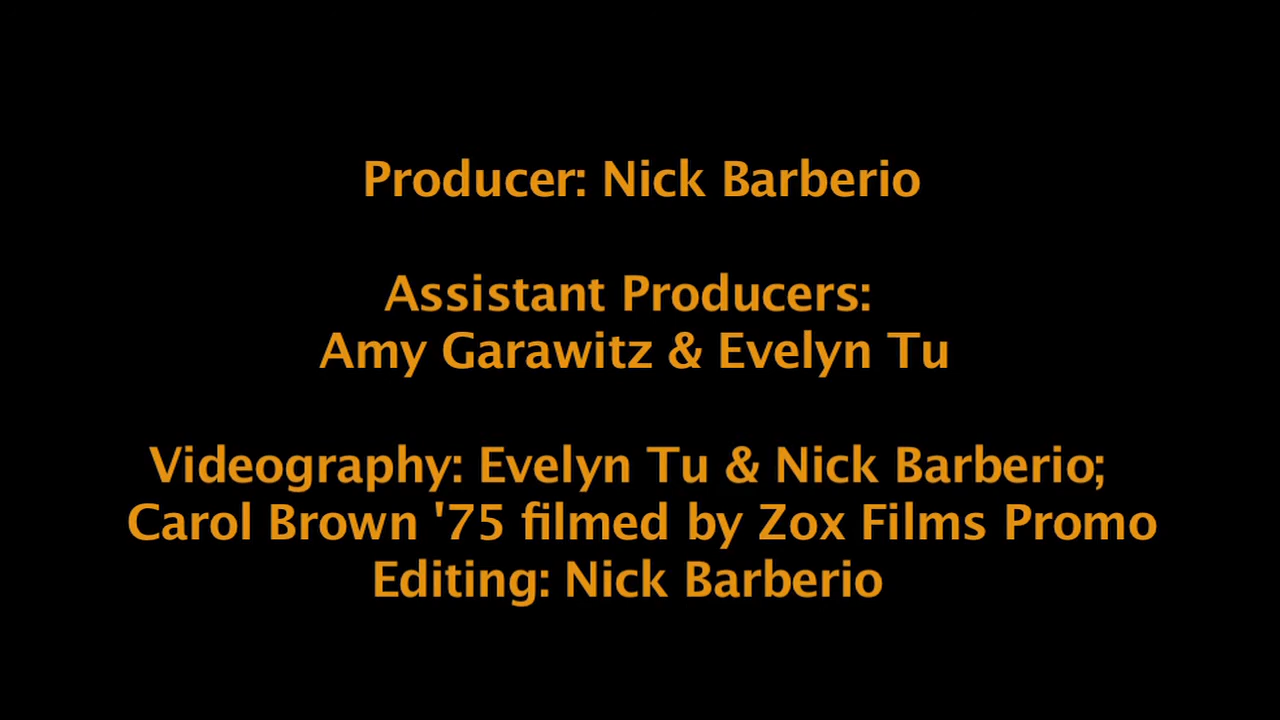 Producer: Nick Barberio
Assistant Producers:
Amy Garawitz & Evelyn Tu
Videography: Evelyn Tu & Nick Barberio;
Carol Brown '75 filmed by Zox Films Promo
Editing: Nick Barberio